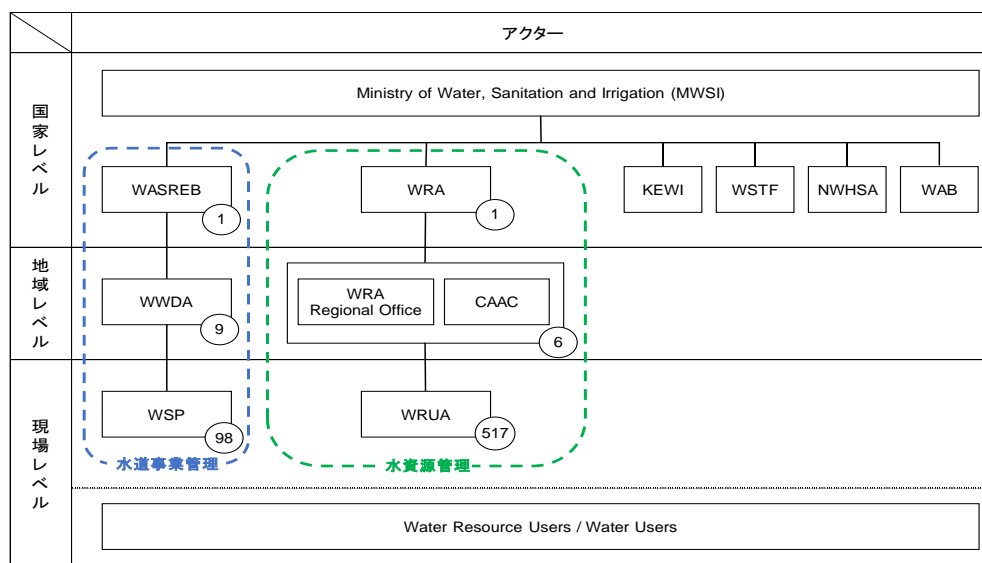 アクター
国家レベル
Ministry of Water, Sanitation and Irrigation (MWSI)
WASREB
1
WRA
1
KEWI
WSTF
NWHSA
WAB
地域レベル
WWDA
9
WRA
Regional Office
CAAC
6
現場レベル
WSP
98
WRUA
517
水道事業管理
水資源管理
Water Resource Users / Water Users